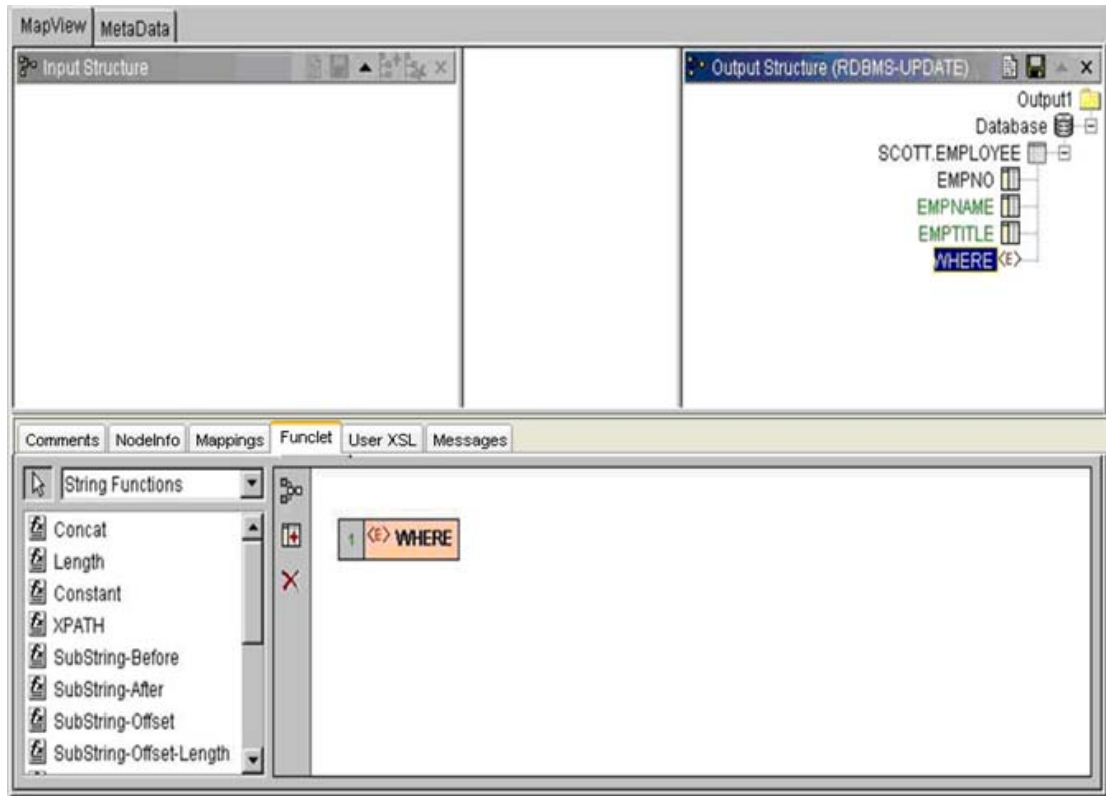 MapView MetaData
Input Structure
Output Structure (RDBMS-UPDATE)
Output1
Database
SCOTT.EMPLOYEE
EMPNO
EMPNAME
EMPTITLE
WHERE <E>
Comments NodeInfo Mappings Funclet User XSL Messages
String Functions
Concat
Length
Constant
XPATH
SubString-Before
SubString-After
SubString-Offset
SubString-Offset-Length
1 <E> WHERE